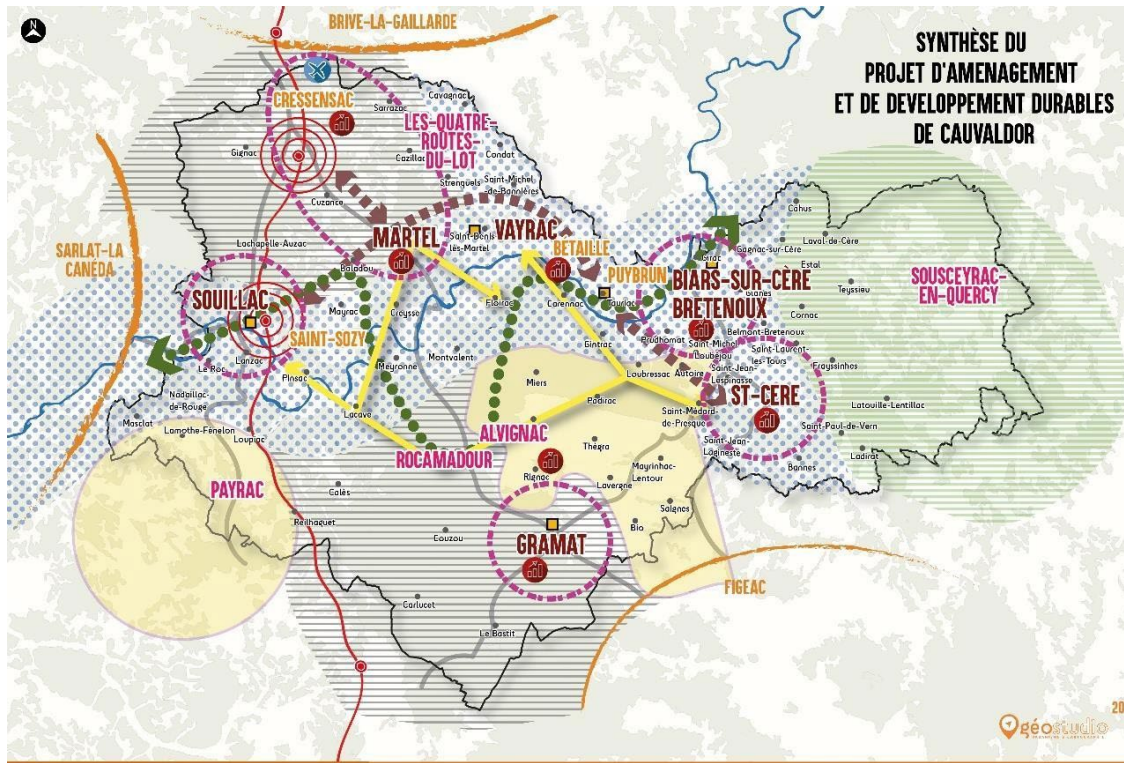 N
BRIVE-LA-GAILLARDE
SYNTHÈSE DU
PROJET D'AMENAGEMENT
ET DE DEVELOPPEMENT DURABLES
DE CAUVALDOR
CRESSENSAC
Sarrazac
Cavagnac
LES-QUATRE-
ROUTES-
DU-LOT
Gignac
Cazillac
Condat
Strenquels
Saint-Michel
-de-Bannières
Cuzance
SARLAT-LA
CANÉDA
Lachapelle-Auzac
MARTEL
Saint-Denis
lès-Martel
VAYRAC
BETAILLE
Cahus
Gagnac-sur-Cère
Laval-de-Cère
Girac
Estal
Teyssieu
SOUSCEYRAC-
EN-QUERCY
Baladou
PUYBRUN
BIARS-SUR-CÈRE
BRETENOUX
Glanes
Cornac
SOUILLAC
SAINT-SOZY
Mayrac
Creysse
Floirac
Carennac
Tauriac
Prudhomat
Belmont-Bretenoux
Saint-Michel
Loubéjou
Saint-Laurent
-les-Tours
Frayssinhes
Gintrac
Montvalent
Meyronne
Lanzac
Le Roc
Pinsac
Loubressac
Autoire
Saint-Jean
Lespinasse
ST-CERE
Nadaillac-
de-Rouge
Masclat
Lamothe-Fénelon
Loupiac
Lacave
Miers
Padirac
Saint-Médard
-de-Presque
Latouille-Lentillac
Saint-Paul-de-Vern
Ladirat
ALVIGNAC
ROCAMADOUR
Thégra
Saint-Jean
Lagineste
Bannes
PAYRAC
Calès
Rignac
Lavergne
Mayrinhac-
Lentour
Saignes
Reilhaguet
Couzou
Bio
GRAMAT
FIGEAC
Carlucet
Le Bastit
20
géostudio